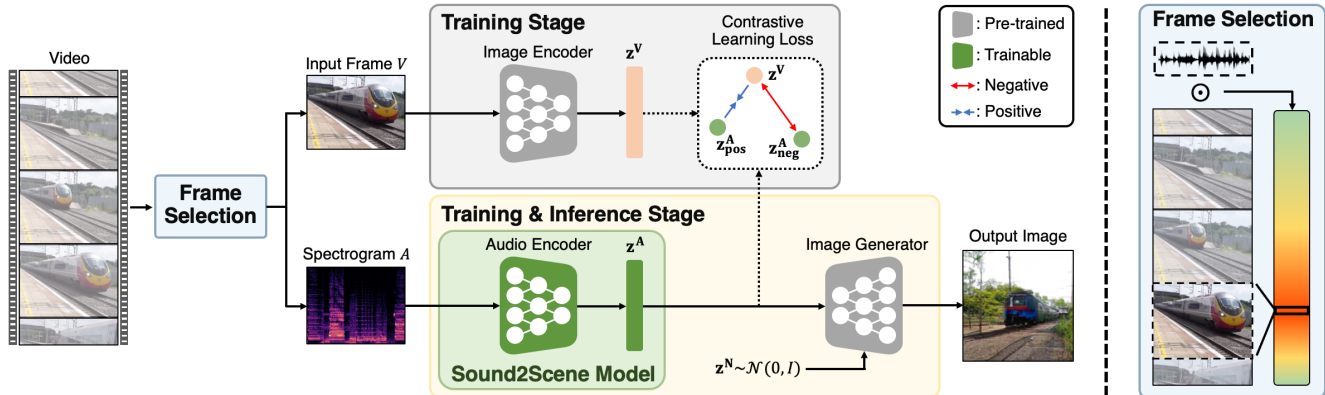 Video
Frame
Selection
Input Frame V
Spectrogram A
Training Stage
Image Encoder
z^V
Contrastive
Learning Loss
z^V
z^A_pos
z^A_neg
Training & Inference Stage
Audio Encoder
z^A
Sound2Scene Model
Image Generator
z^N~𝒩(0, I)
Output Image
: Pre-trained
: Trainable
: Negative
: Positive
Frame Selection